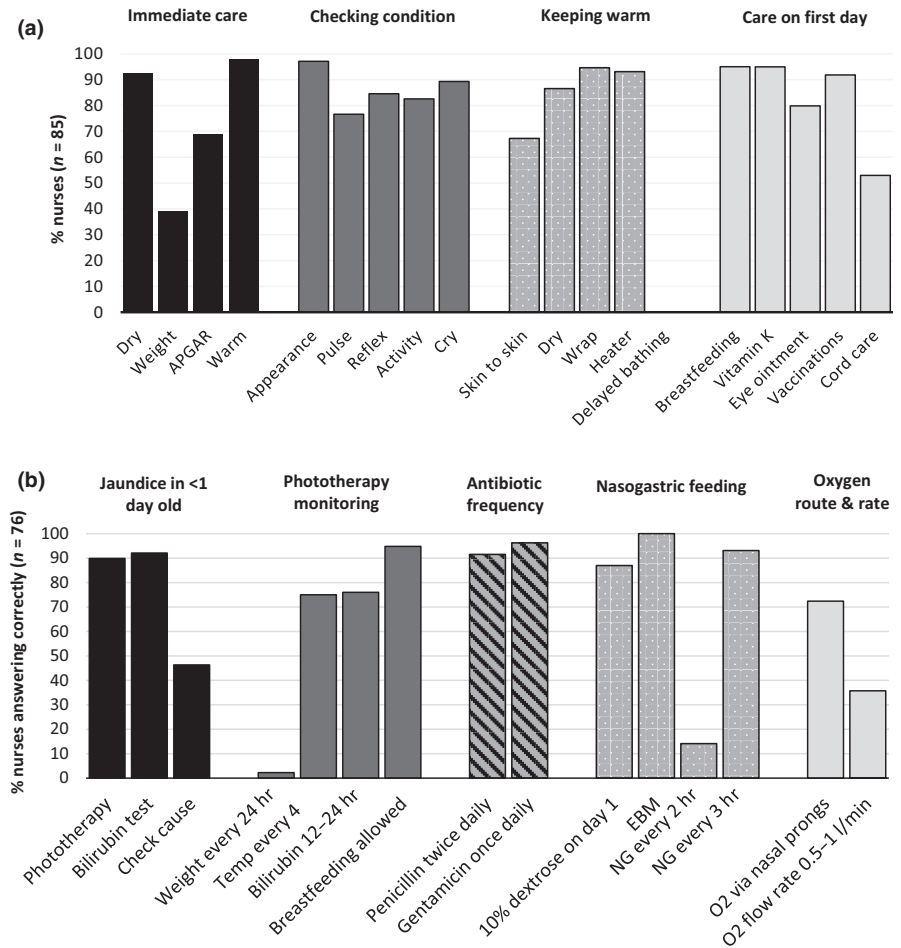 (a)
Immediate care
Checking condition
Keeping warm
Care on first day
% nurses (n = 85)
100
90
80
70
60
50
40
30
20
10
0
Dry
Weight
APGAR
Warm
Appearance
Pulse
Reflex
Activity
Cry
Skin to skin
Dry
Wrap
Heater
Delayed bathing
Breastfeeding
Vitamin K
Eye ointment
Vaccinations
Cord care
(b)
Jaundice in <1
day old
Phototherapy
monitoring
Antibiotic
frequency
Nasogastric feeding
Oxygen
route & rate
% nurses answering correctly (n = 76)
100
90
80
70
60
50
40
30
20
10
0
Phototherapy
Bilirubin test
Check cause
Weight every 24 hr
Temp every 4
Bilirubin 12–24 hr
Breastfeeding allowed
Penicillin twice daily
Gentamicin once daily
10% dextrose on day 1
EBM
NG every 2 hr
NG every 3 hr
O2 via nasal prongs
O2 flow rate 0.5–1 l/min